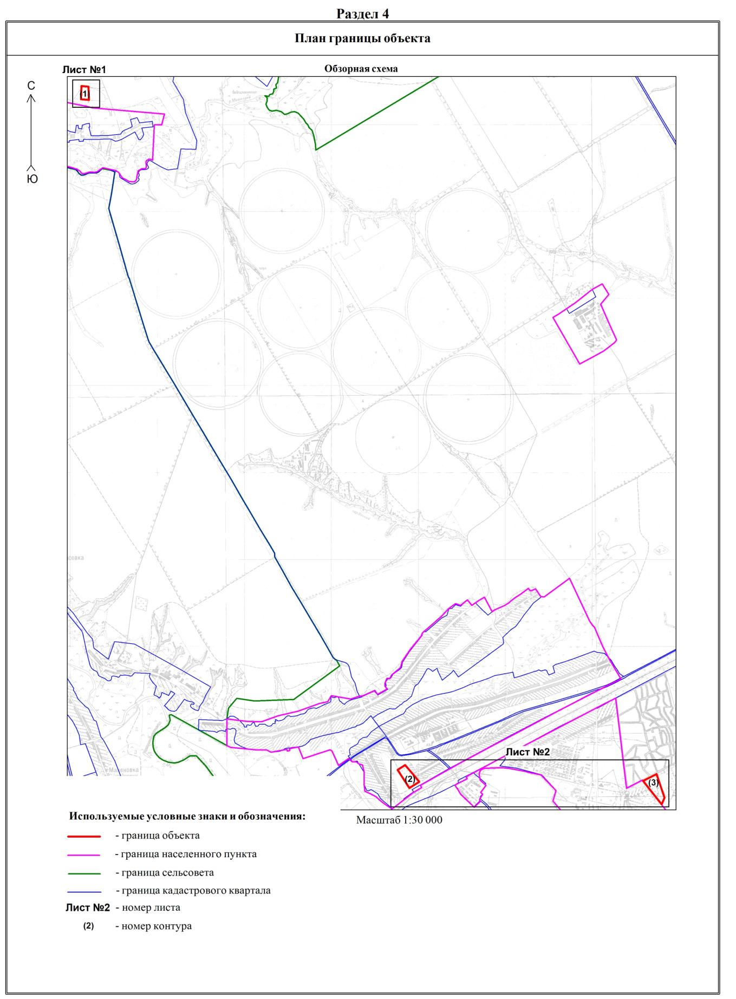 Раздел 4
План границы объекта
Лист №1
Обзорная схема
С
Ю
(1)
совка
Лист №2
(2)
(3)
Маленовка
Масштаб 1:30 000
Используемые условные знаки и обозначения:
- граница объекта
- граница населенного пункта
- граница сельсовета
- граница кадастрового квартала
Лист №2 - номер листа
(2) - номер контура